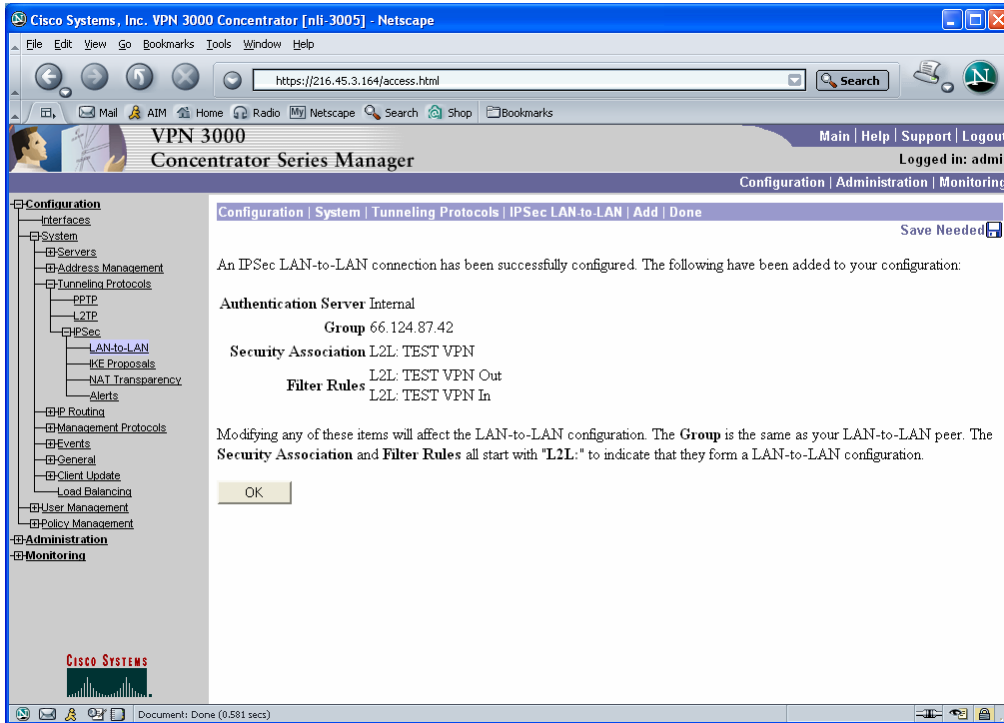 Cisco Systems, Inc. VPN 3000 Concentrator [nli-3005] - Netscape
File Edit View Go Bookmarks Tools Window Help
https://216.45.3.164/access.html
Search
Mail AIM Home Radio My Netscape Search Shop Bookmarks
VPN 3000
Concentrator Series Manager
Main | Help | Support | Logout
Logged in: admi
Configuration | Administration | Monitoring
Configuration
Interfaces
System
Servers
Address Management
Tunneling Protocols
PPTP
L2TP
IPSec
LAN-to-LAN
IKE Proposals
NAT Transparency
Alerts
IP Routing
Management Protocols
Events
General
Client Update
Load Balancing
User Management
Policy Management
Administration
Monitoring
CISCO SYSTEMS
Configuration | System | Tunneling Protocols | IPSec LAN-to-LAN | Add | Done
Save Needed
An IPSec LAN-to-LAN connection has been successfully configured. The following have been added to your configuration:
Authentication Server Internal
Group 66.124.87.42
Security Association L2L: TEST VPN
Filter Rules L2L: TEST VPN Out
L2L: TEST VPN In
Modifying any of these items will affect the LAN-to-LAN configuration. The Group is the same as your LAN-to-LAN peer. The
Security Association and Filter Rules all start with "L2L:" to indicate that they form a LAN-to-LAN configuration.
OK
Document: Done (0.581 secs)